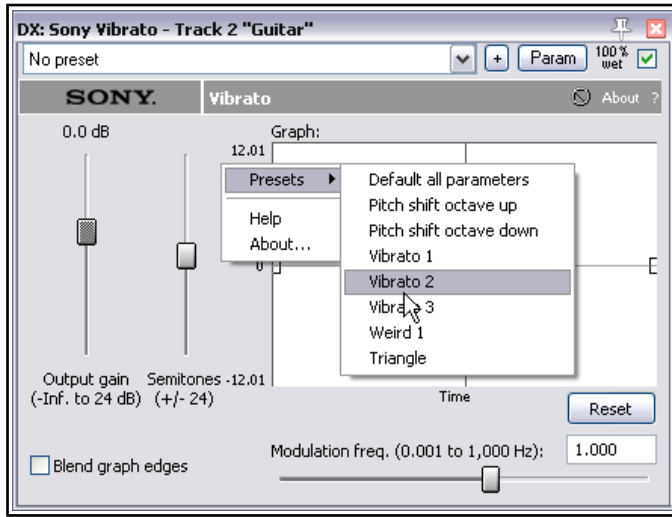 DX: Sony Vibrato - Track 2 "Guitar"
No preset
+
Param
100%
wet
SONY.
Vibrato
About ?
0.0 dB
Graph:
12.01
Presets
Help
About...
Default all parameters
Pitch shift octave up
Pitch shift octave down
Vibrato 1
Vibrato 2
Vibrato 3
Weird 1
Triangle
0
-12.01
Output gain
(-Inf. to 24 dB)
Semitones
(+/- 24)
Time
Reset
Blend graph edges
Modulation freq. (0.001 to 1,000 Hz):
1.000